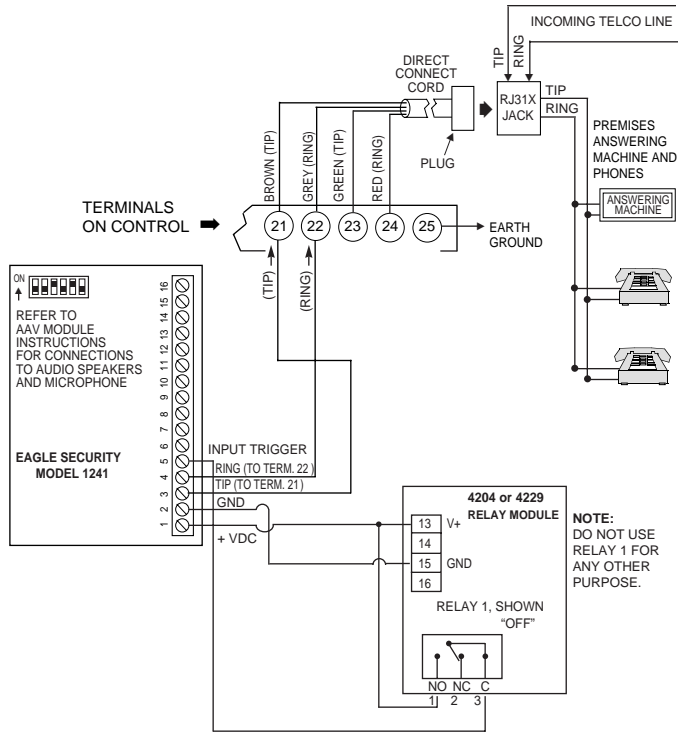 INCOMING TELCO LINE
TIP
RING
DIRECT
CONNECT
CORD
RJ31X
JACK
TIP
RING
PLUG
PREMISES
ANSWERING
MACHINE AND
PHONES
ANSWERING
MACHINE
BROWN (TIP)
GREY (RING)
GREEN (TIP)
RED (RING)
TERMINALS
ON CONTROL
21
22
23
24
25
EARTH
GROUND
(TIP)
(RING)
ON
REFER TO
AAV MODULE
INSTRUCTIONS
FOR CONNECTIONS
TO AUDIO SPEAKERS
AND MICROPHONE
EAGLE SECURITY
MODEL 1241
16
15
14
13
12
11
10
9
8
7
6
5
4
3
2
1
INPUT TRIGGER
RING (TO TERM. 22 )
TIP (TO TERM. 21 )
GND
+ VDC
4204 or 4229
RELAY MODULE
13 V+
14
15 GND
16
RELAY 1, SHOWN
“OFF”
NO NC C
1 2 3
NOTE:
DO NOT USE
RELAY 1 FOR
ANY OTHER
PURPOSE.